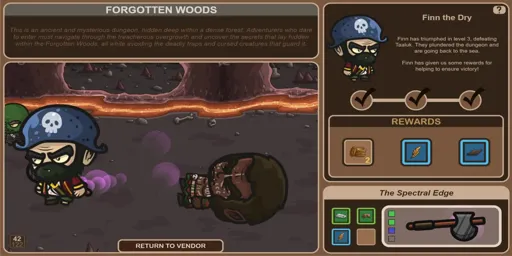 FORGOTTEN WOODS
This is an ancient and mysterious dungeon, hidden deep within a dense forest. Adventurers who dare
to enter must navigate through the treacherous overgrowth and uncover the secrets that lay hidden
within the Forgotten Woods, all while avoiding the deadly traps and cursed creatures that guard it.
42
RETURN TO VENDOR
Finn the Dry
?
Finn has triumphed in level 3, defeating
Taaluk. They plundered the dungeon and
are going back to the sea.
Finn has given us some rewards for
helping to ensure victory!
REWARDS
2
The Spectral Edge